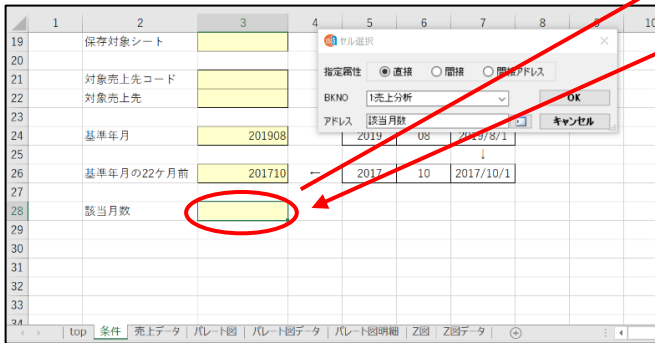 1 2 3 4 5 6 7 8 9 10
19 保存対象シート
20
21 対象売上先コード
22 対象売上先
23
24 基準年月 201908 2019 08 2019/8/1
25 ↓
26 基準年月の22ケ月前 201710 ← 2017 10 2017/10/1
27
28 該当月数
29
30
31
32
33
34
セル選択
指定属性 直接 間接 間接アドレス
BKNO 1:売上分析 OK
アドレス 該当月数 キャンセル
top 条件 売上データ パレート図 パレート図データ パレート図明細 Z図 Z図データ